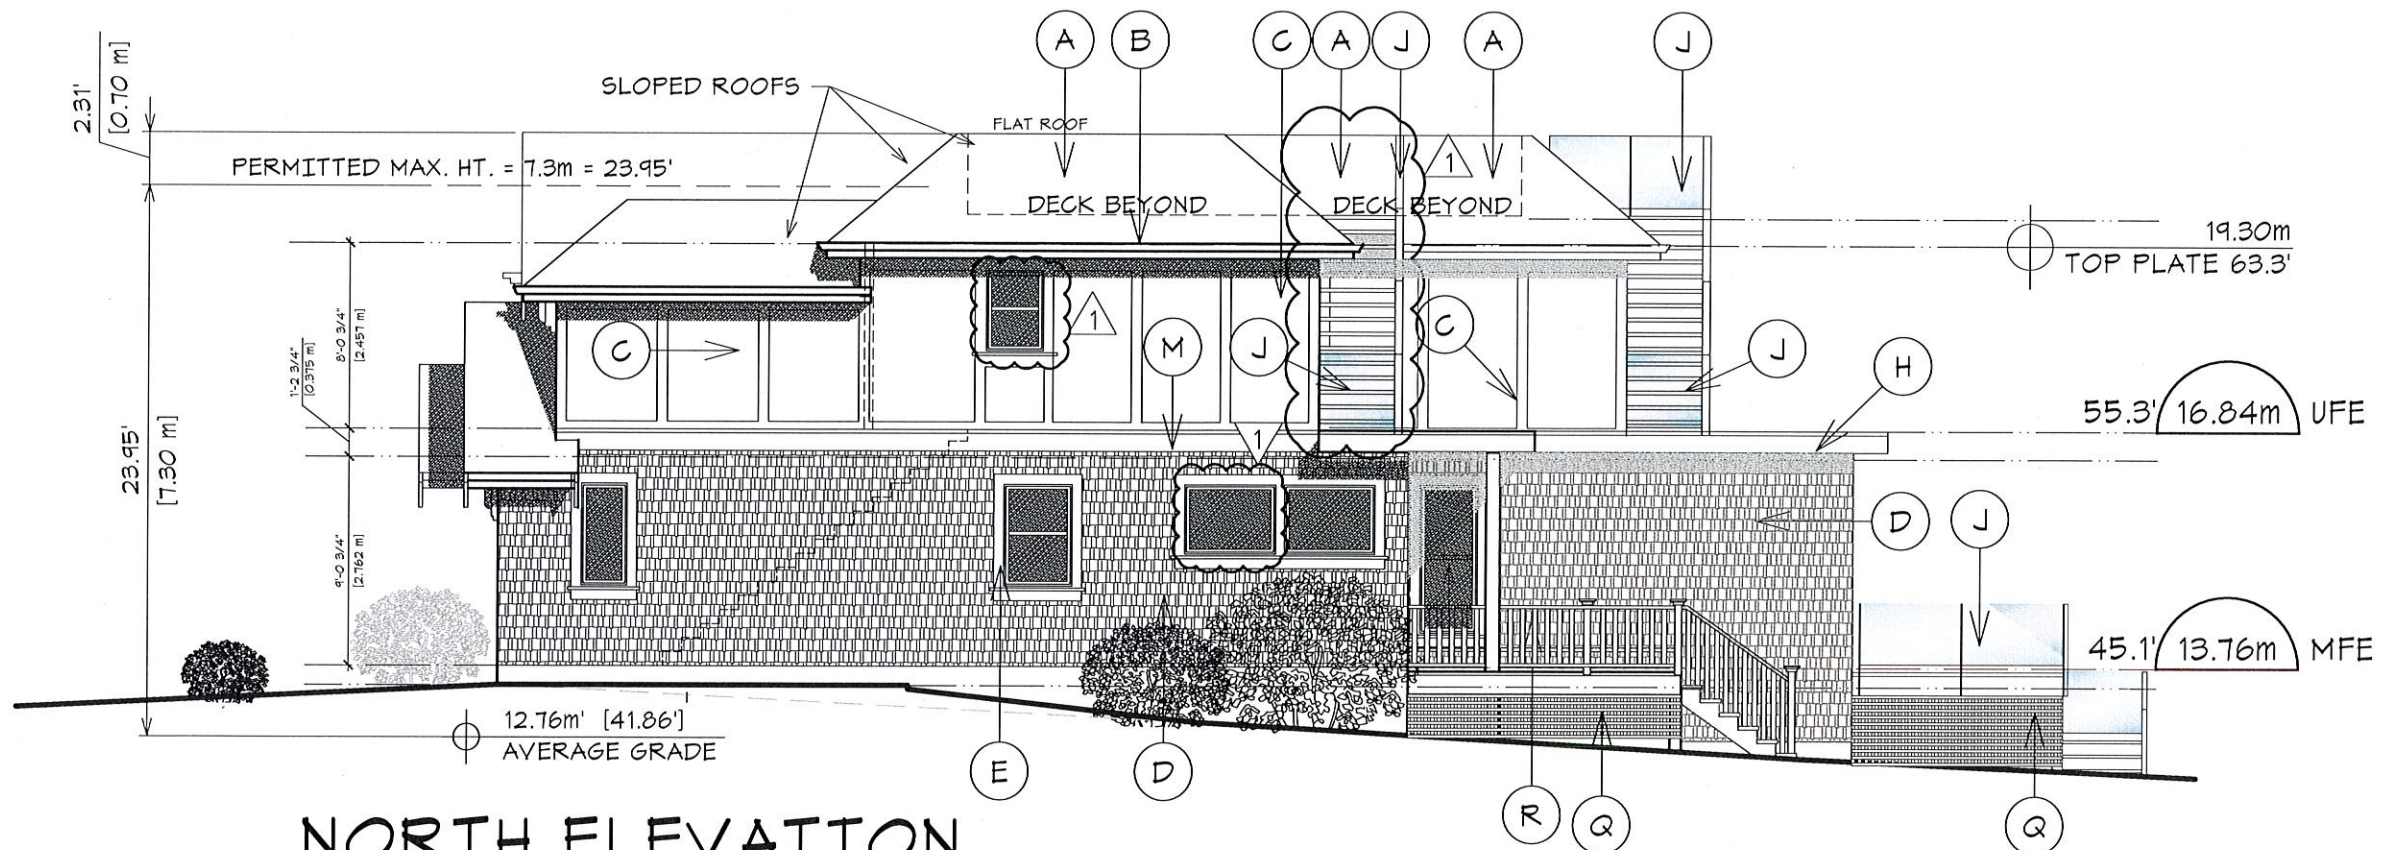 A B C A J A J
2.31'
[0.70 m]
SLOPED ROOFS
FLAT ROOF
1
PERMITTED MAX. HT. = 7.3m = 23.95'
DECK BEYOND DECK BEYOND
19.30m
TOP PLATE 63.3'
1
C M J C J H
8'-0 3/4"
[2.457 m]
1'-2 3/4"
[0.375 m]
55.3' 16.84m UFE
1
23.95'
[7.30 m]
D J
9'-0 3/4"
[2.762 m]
45.1' 13.76m MFE
12.76m' [41.86']
AVERAGE GRADE
E D
R Q Q
NORTH ELEVATION